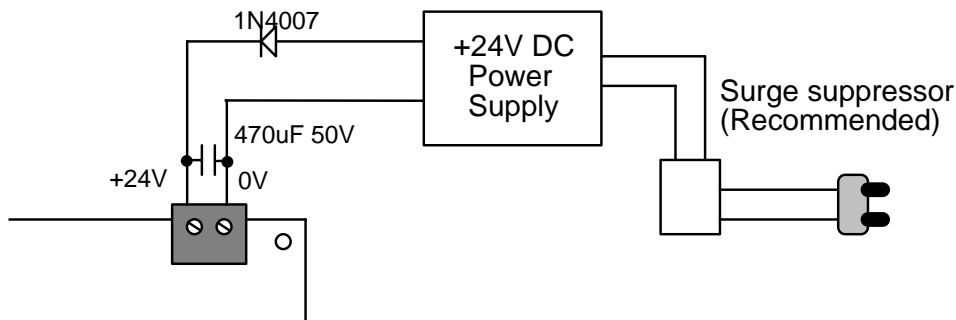 1N4007
+24V DC
Power
Supply
Surge suppressor
(Recommended)
470uF 50V
+24V
0V